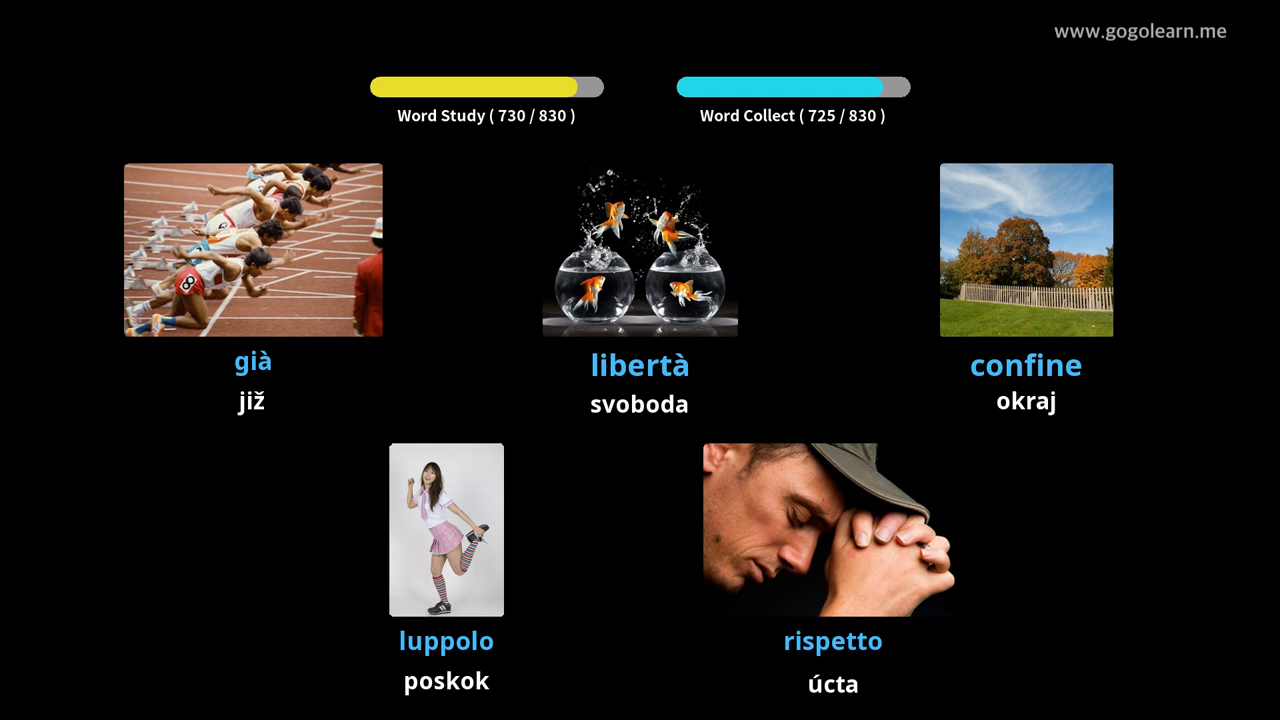 www.gogolearn.me
Word Study ( 730 / 830 )
Word Collect ( 725 / 830 )
già
již
libertà
svoboda
confine
okraj
8
luppolo
poskok
rispetto
úcta